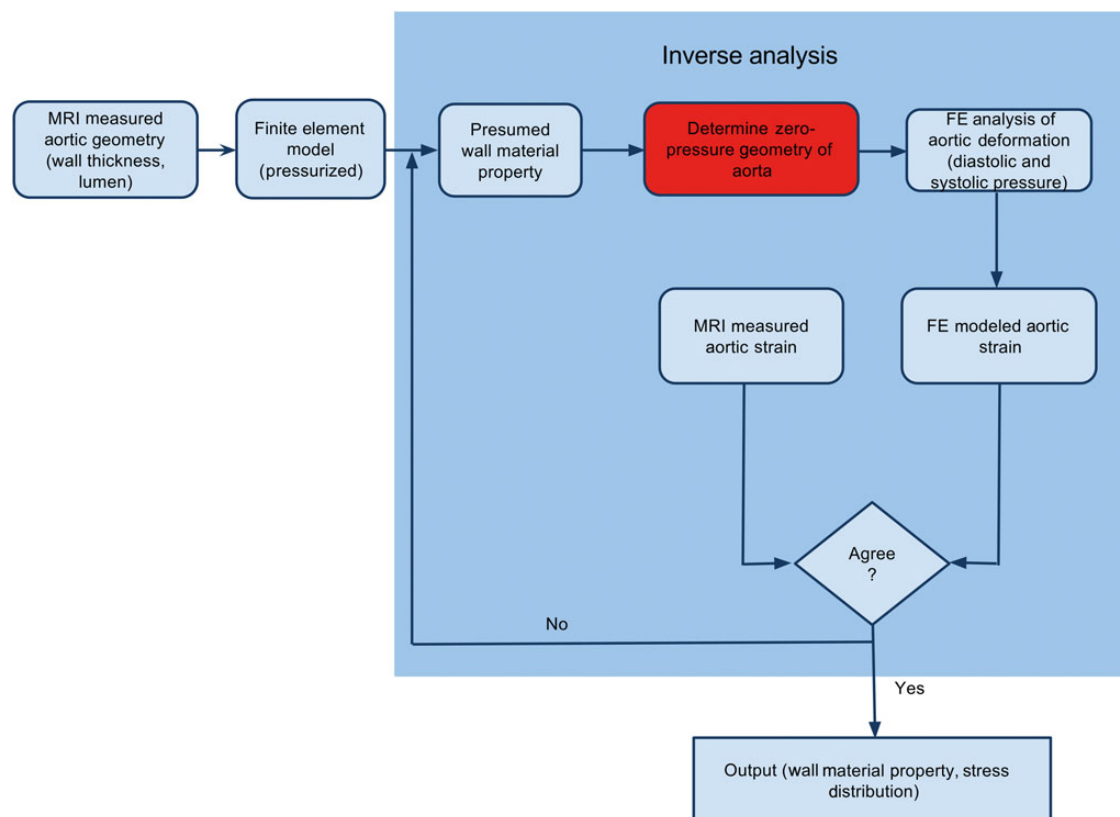 Inverse analysis
MRI measured
aortic geometry
(wall thickness,
lumen)
Finite element
model
(pressurized)
Presumed
wall material
property
Determine zero-
pressure geometry of
aorta
FE analysis of
aortic deformation
(diastolic and
systolic pressure)
MRI measured
aortic strain
FE modeled aortic
strain
Agree
?
No
Yes
Output (wall material property, stress
distribution)